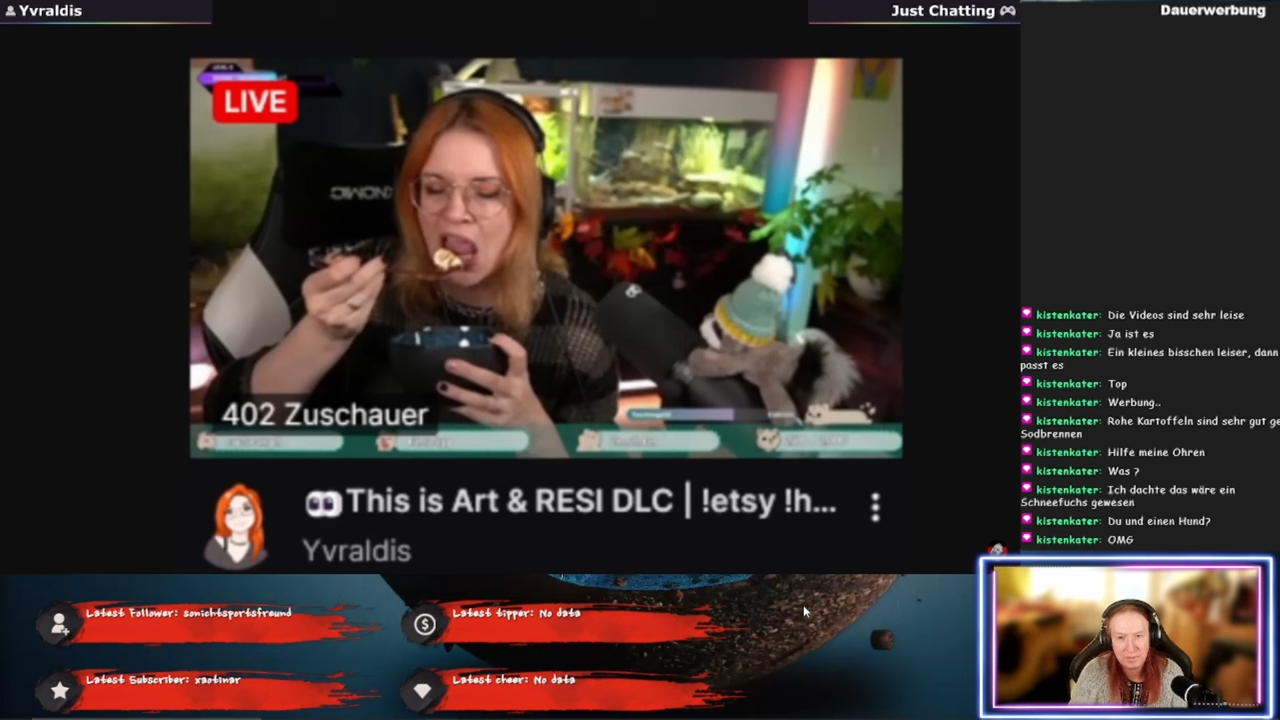 Yvraldis
Just Chatting
Dauerwerbung
LIVE
402 Zuschauer
This is Art & RESI DLC | !etsy !h...
Yvraldis
kistenkater: Die Videos sind sehr leise
kistenkater: Ja ist es
kistenkater: Ein kleines bisschen leiser, dann
passt es
kistenkater: Top
kistenkater: Werbung..
kistenkater: Rohe Kartoffeln sind sehr gut ge
Sodbrennen
kistenkater: Hilfe meine Ohren
kistenkater: Was ?
kistenkater: Ich dachte das wäre ein
Schneefuchs gewesen
kistenkater: Du und einen Hund?
kistenkater: OMG
Latest Follower: sonichtsportsfreund
Latest tipper: No data
Latest Subscriber: xaotinar
Latest cheer: No data